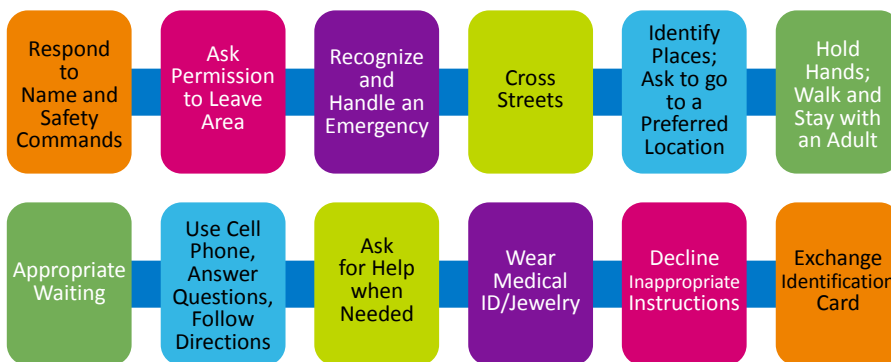 Respond
to
Name and
Safety
Commands
Ask
Permission
to Leave
Area
Recognize
and
Handle an
Emergency
Cross
Streets
Identify
Places;
Ask to go
to a
Preferred
Location
Hold
Hands;
Walk and
Stay with
an Adult
Appropriate
Waiting
Use Cell
Phone,
Answer
Questions,
Follow
Directions
Ask
for Help
when
Needed
Wear
Medical
ID/Jewelry
Decline
Inappropriate
Instructions
Exchange
Identification
Card